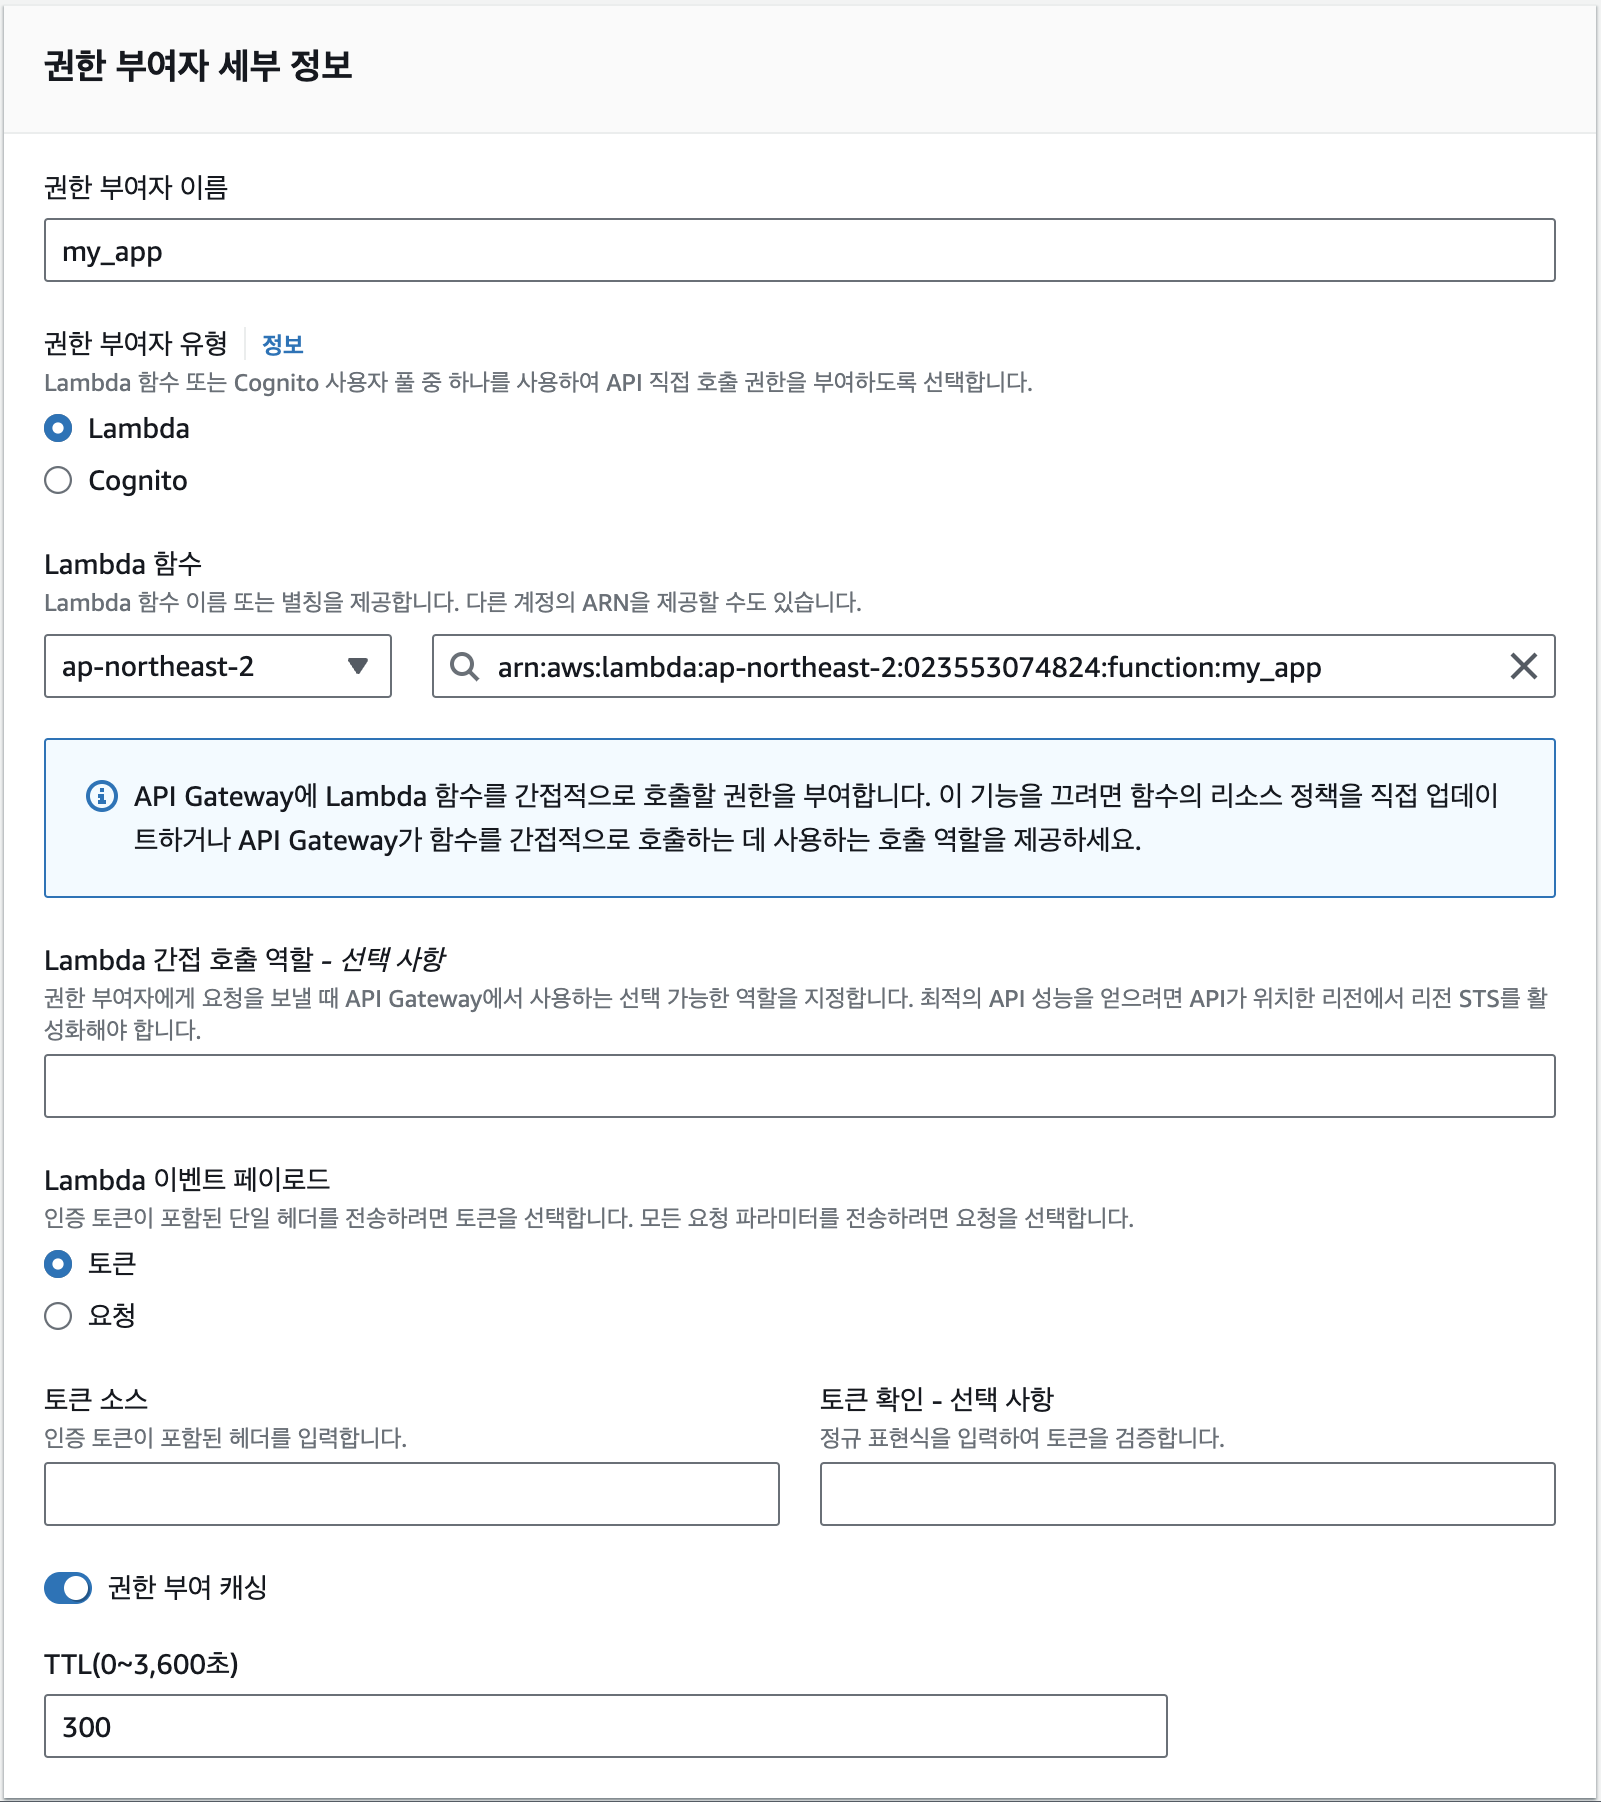 권한 부여자 세부 정보
권한 부여자 이름
my_app
권한 부여자 유형 정보
Lambda 함수 또는 Cognito 사용자 풀 중 하나를 사용하여 API 직접 호출 권한을 부여하도록 선택합니다.
Lambda
Cognito
Lambda 함수
Lambda 함수 이름 또는 별칭을 제공합니다. 다른 계정의 ARN을 제공할 수도 있습니다.
ap-northeast-2 arn:aws:lambda:ap-northeast-2:023553074824:function:my_app
API Gateway에 Lambda 함수를 간접적으로 호출할 권한을 부여합니다. 이 기능을 끄려면 함수의 리소스 정책을 직접 업데이
트하거나 API Gateway가 함수를 간접적으로 호출하는 데 사용하는 호출 역할을 제공하세요.
Lambda 간접 호출 역할 - 선택 사항
권한 부여자에게 요청을 보낼 때 API Gateway에서 사용하는 선택 가능한 역할을 지정합니다. 최적의 API 성능을 얻으려면 API가 위치한 리전에서 리전 STS를 활
성화해야 합니다.
Lambda 이벤트 페이로드
인증 토큰이 포함된 단일 헤더를 전송하려면 토큰을 선택합니다. 모든 요청 파라미터를 전송하려면 요청을 선택합니다.
토큰
요청
토큰 소스
인증 토큰이 포함된 헤더를 입력합니다.
토큰 확인 - 선택 사항
정규 표현식을 입력하여 토큰을 검증합니다.
권한 부여 캐싱
TTL(0~3,600초)
300